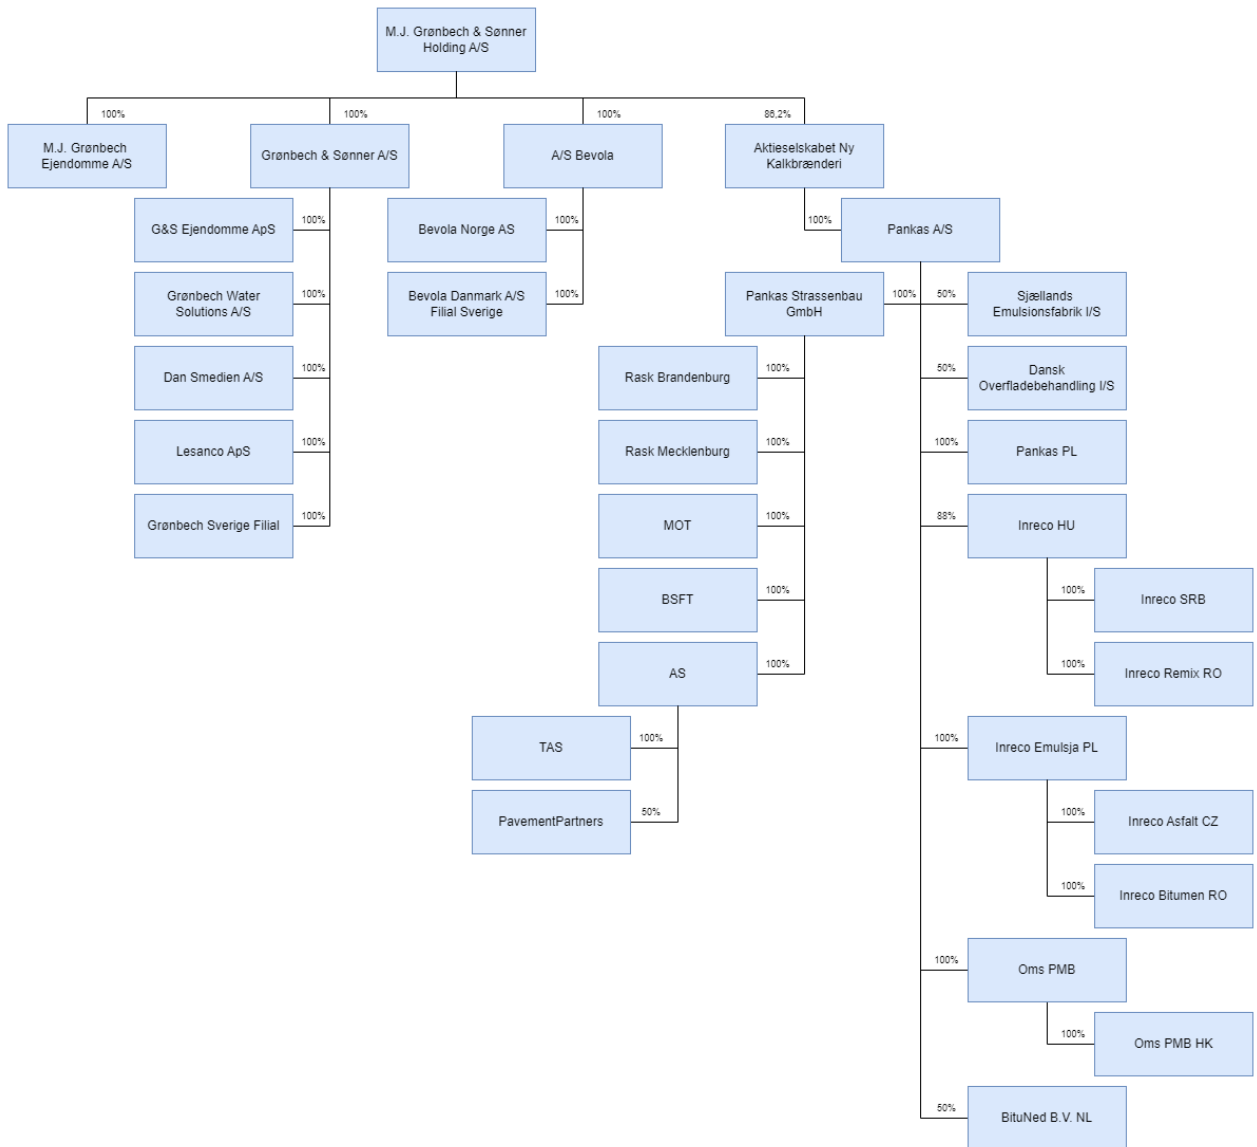 M.J. Grønbech & Sønner
Holding A/S
100%
100%
100%
86,2%
M.J. Grønbech
Ejendomme A/S
Grønbech & Sønner A/S
A/S Bevola
Aktieselskabet Ny
Kalkbrænderi
G&S Ejendomme ApS
100%
Bevola Norge AS
100%
100%
Pankas A/S
Grønbech Water
Solutions A/S
100%
Bevola Danmark A/S
Filial Sverige
100%
Pankas Strassenbau
GmbH
100%
50%
Sjællands
Emulsionsfabrik I/S
Dan Smedien A/S
100%
Rask Brandenburg
100%
50%
Dansk
Overfladebehandling I/S
Lesanco ApS
100%
Rask Mecklenburg
100%
100%
Pankas PL
Grønbech Sverige Filial
100%
MOT
100%
88%
Inreco HU
BSFT
100%
100%
Inreco SRB
AS
100%
100%
Inreco Remix RO
TAS
100%
100%
Inreco Emulsja PL
PavementPartners
50%
100%
Inreco Asfalt CZ
100%
Inreco Bitumen RO
100%
Oms PMB
100%
Oms PMB HK
50%
BituNed B.V. NL